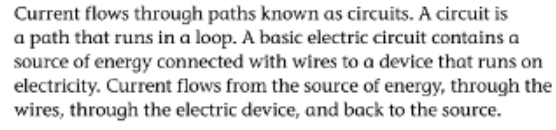 Current flows through paths known as circuits. A circuit is
a path that runs in a loop. A basic electric circuit contains a
source of energy connected with wires to a device that runs on
electricity. Current flows from the source of energy, through the
wires, through the electric device, and back to the source.